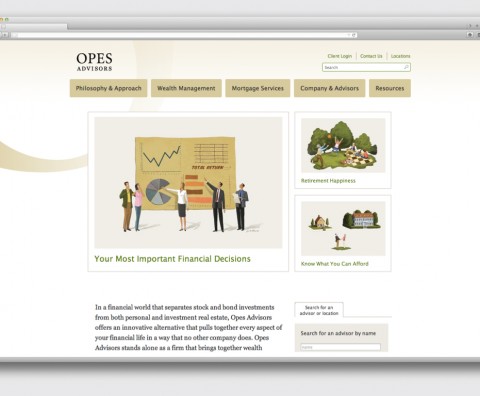 OPES
ADVISORS
Client Login
Contact Us
Locations
Search
Philosophy & Approach
Wealth Management
Mortgage Services
Company & Advisors
Resources
TOTAL RETURN
Your Most Important Financial Decisions
Retirement Happiness
Know What You Can Afford
In a financial world that separates stock and bond investments
from both personal and investment real estate, Opes Advisors
offers an innovative alternative that pulls together every aspect of
your financial life in a way that no other company does. Opes
Advisors stands alone as a firm that brings together wealth
Search for an
advisor or location
Search for an advisor by name